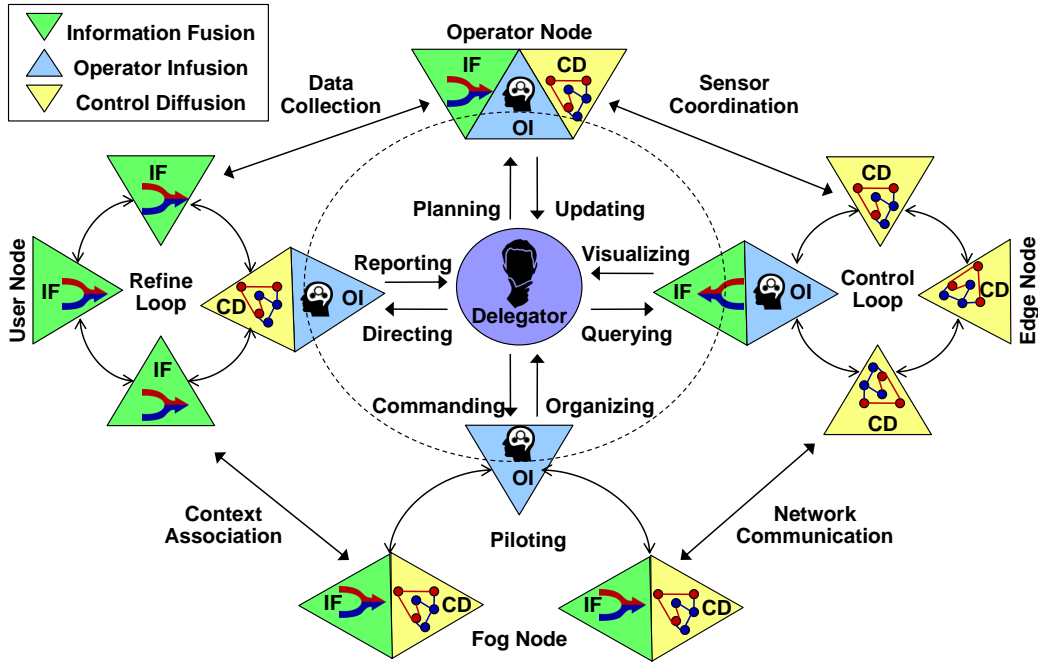 Information Fusion
Operator Infusion
Control Diffusion
Operator Node
IF
OI
CD
Data
Collection
Sensor
Coordination
IF
User Node
IF
Refine
Loop
CD
OI
IF
Planning
Updating
Reporting
Directing
Delegator
Visualizing
Querying
Commanding
Organizing
CD
IF
OI
Control
Loop
CD
Edge Node
CD
OI
Piloting
Context
Association
Network
Communication
IF
CD
Fog Node
IF
CD